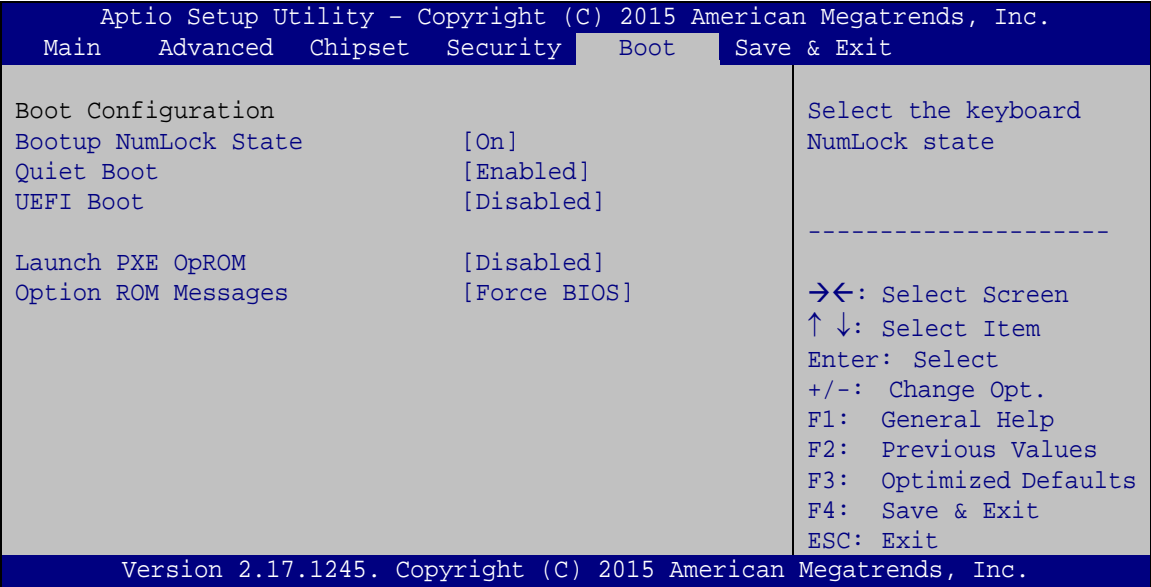 Aptio Setup Utility – Copyright (C) 2015 American Megatrends, Inc.
Main Advanced Chipset Security Boot Save & Exit
Boot Configuration
Bootup NumLock State [On]
Quiet Boot [Enabled]
UEFI Boot [Disabled]
Launch PXE OpROM [Disabled]
Option ROM Messages [Force BIOS]
Select the keyboard
NumLock state
---------------------
→←: Select Screen
↑ ↓: Select Item
Enter: Select
+/-: Change Opt.
F1: General Help
F2: Previous Values
F3: Optimized Defaults
F4: Save & Exit
ESC: Exit
Version 2.17.1245. Copyright (C) 2015 American Megatrends, Inc.